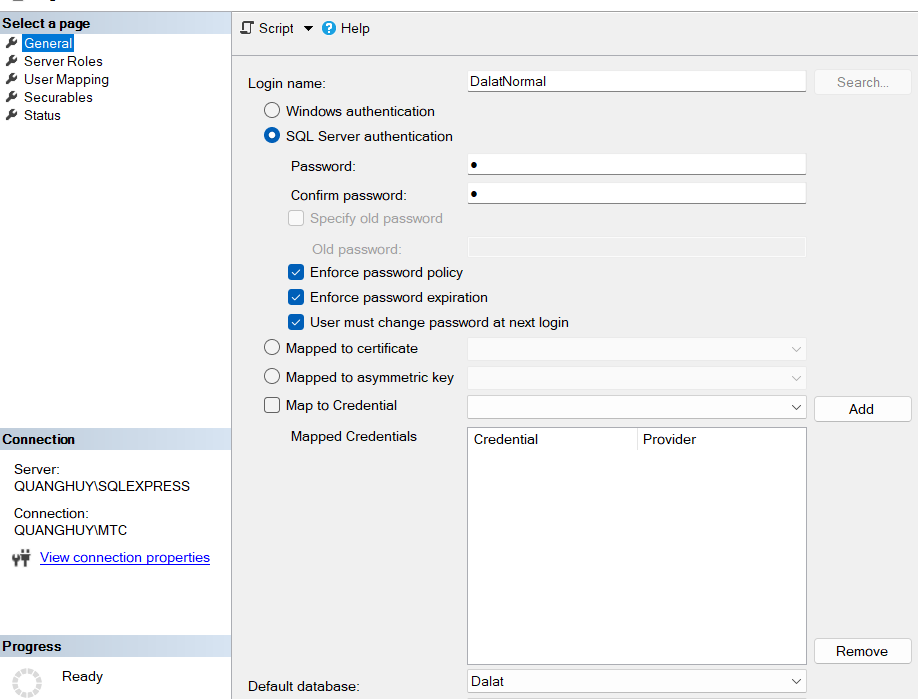 Select a page
General
Server Roles
User Mapping
Securables
Status
Connection
Server:
QUANGHUY\SQLEXPRESS
Connection:
QUANGHUY\MTC
View connection properties
Progress
Ready
Script
Help
Login name:
DalatNormal
Search...
Windows authentication
SQL Server authentication
Password:
Confirm password:
Specify old password
Old password:
Enforce password policy
Enforce password expiration
User must change password at next login
Mapped to certificate
Mapped to asymmetric key
Map to Credential
Add
Mapped Credentials
Credential
Provider
Remove
Default database:
Dalat